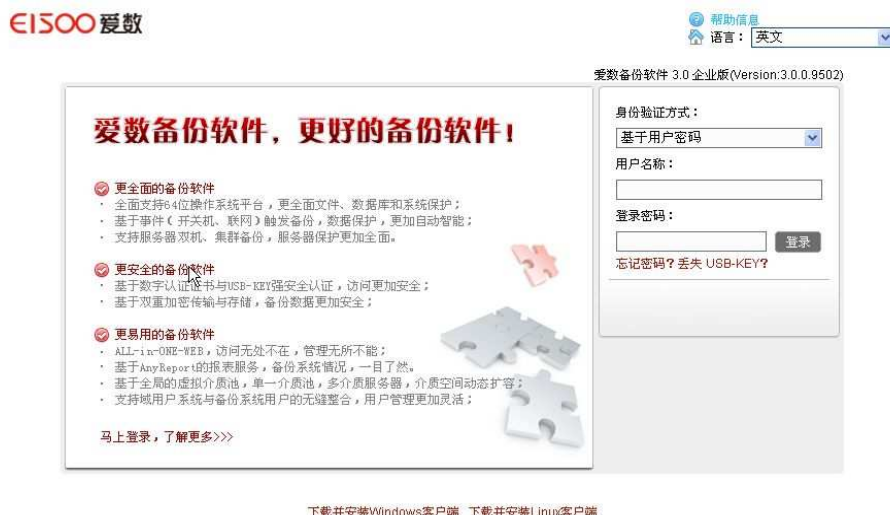 EISOO 爱数
帮助信息
语言： 英文
爱数备份软件 3.0 企业版(Version:3.0.0.9502)
爱数备份软件，更好的备份软件！
更全面的备份软件
· 全面支持64位操作系统平台，更全面文件、数据库和系统保护；
· 基于事件（开关机、联网）触发备份，数据保护，更加自动智能；
· 支持服务器双机、集群备份，服务器保护更加全面。
更安全的备份软件
· 基于数字认证证书与USB-KEY强安全认证，访问更加安全；
· 基于双重加密传输与存储，备份数据更加安全；
更易用的备份软件
· ALL-in-ONE-WEB，访问无处不在，管理无所不能；
· 基于AnyReport的报表服务，备份系统情况，一目了然。
· 基于全局的虚拟介质池，单一介质池，多介质服务器，介质空间动态扩容；
· 支持域用户系统与备份系统用户的无缝整合，用户管理更加灵活；
马上登录，了解更多>>>
身份验证方式：
基于用户密码
用户名称：
登录密码：
登录
忘记密码？丢失 USB-KEY？
下载并安装Windows客户端 下载并安装Linux客户端